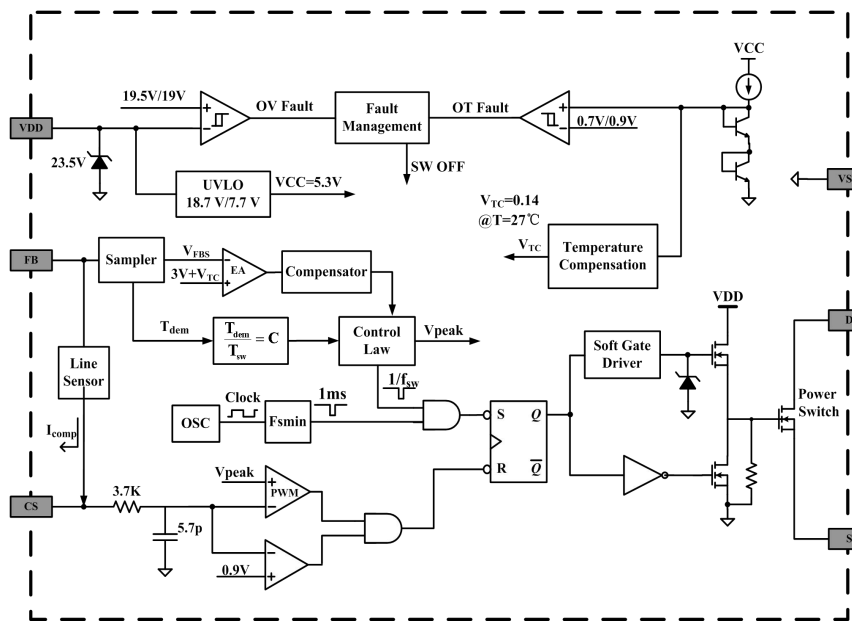 VCC
19.5V/19V
OV Fault
Fault
Management
OT Fault
0.7V/0.9V
VDD
23.5V
SW OFF
UVLO
18.7 V/7.7 V
VCC=5.3V
VS
V_TC=0.14
@T=27℃
V_TC
Temperature
Compensation
FB
Sampler
V_FBS
3V+V_TC
EA
Compensator
VDD
D
T_dem
T_dem
T_sw
= C
Control
Law
Vpeak
Soft Gate
Driver
Line
Sensor
1/f_sw
Power
Switch
Clock
1ms
OSC
Fsmin
S
Q
I_comp
Vpeak
R
Q̅
PWM
CS
3.7K
5.7p
0.9V
S